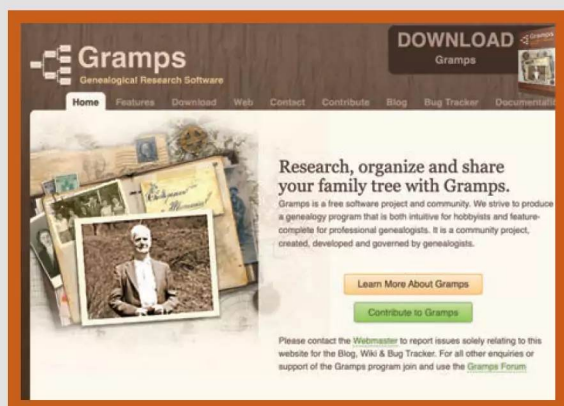 Gramps
Genealogical Research Software
DOWNLOAD
Gramps
Home Features Download Web Contact Contribute Blog Bug Tracker
Research, organize and share
your family tree with Gramps.
Gramps is a free software project and community. We strive to produce
a genealogy program that is both intuitive for hobbyists and feature-
complete for professional genealogists. It is a community project,
created, developed and governed by genealogists.
Learn More About Gramps
Contribute to Gramps
Please contact the Webmaster to report issues solely relating to this
website for the Blog, Wiki & Bug Tracker. For all other enquiries or
support of the Gramps program join and use the Gramps Forum